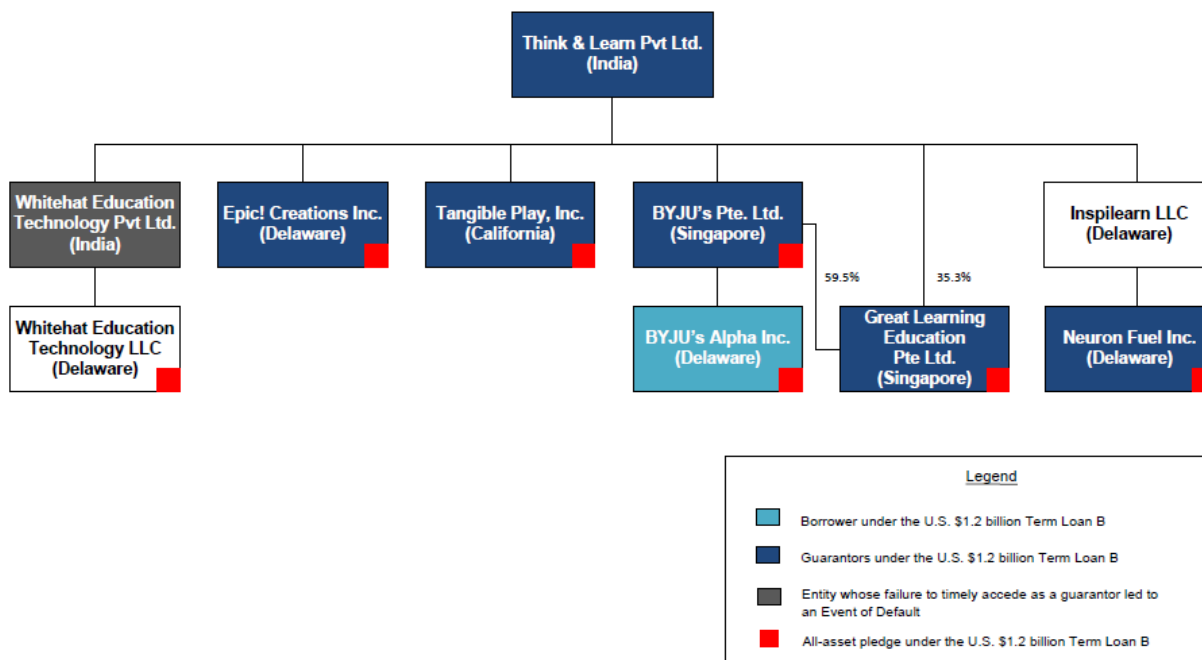 Think & Learn Pvt Ltd.
(India)
Whitehat Education
Technology Pvt Ltd.
(India)
Epic! Creations Inc.
(Delaware)
Tangible Play, Inc.
(California)
BYJU's Pte. Ltd.
(Singapore)
Inspilearn LLC
(Delaware)
59.5%
35.3%
Whitehat Education
Technology LLC
(Delaware)
BYJU's Alpha Inc.
(Delaware)
Great Learning
Education
Pte Ltd.
(Singapore)
Neuron Fuel Inc.
(Delaware)
Legend
Borrower under the U.S. $1.2 billion Term Loan B
Guarantors under the U.S. $1.2 billion Term Loan B
Entity whose failure to timely accede as a guarantor led to
an Event of Default
All-asset pledge under the U.S. $1.2 billion Term Loan B